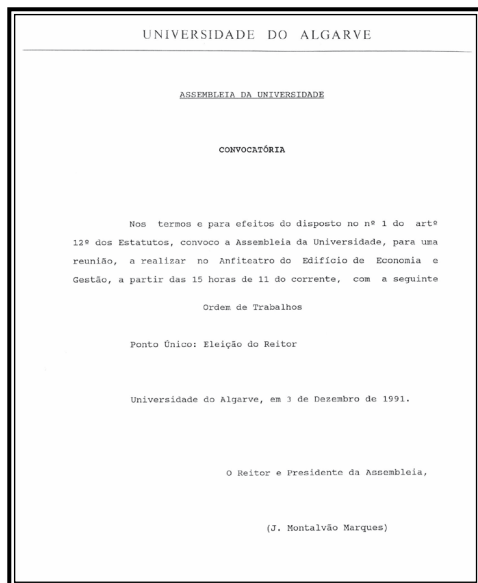 UNIVERSIDADE DO ALGARVE
ASSEMBLEIA DA UNIVERSIDADE
CONVOCATÓRIA
Nos termos e para efeitos do disposto no nº 1 do artº
12º dos Estatutos, convoco a Assembleia da Universidade, para uma
reunião, a realizar no Anfiteatro do Edifício de Economia e
Gestão, a partir das 15 horas de 11 do corrente, com a seguinte
Ordem de Trabalhos
Ponto Único: Eleição do Reitor
Universidade do Algarve, em 3 de Dezembro de 1991.
O Reitor e Presidente da Assembleia,
(J. Montalvão Marques)